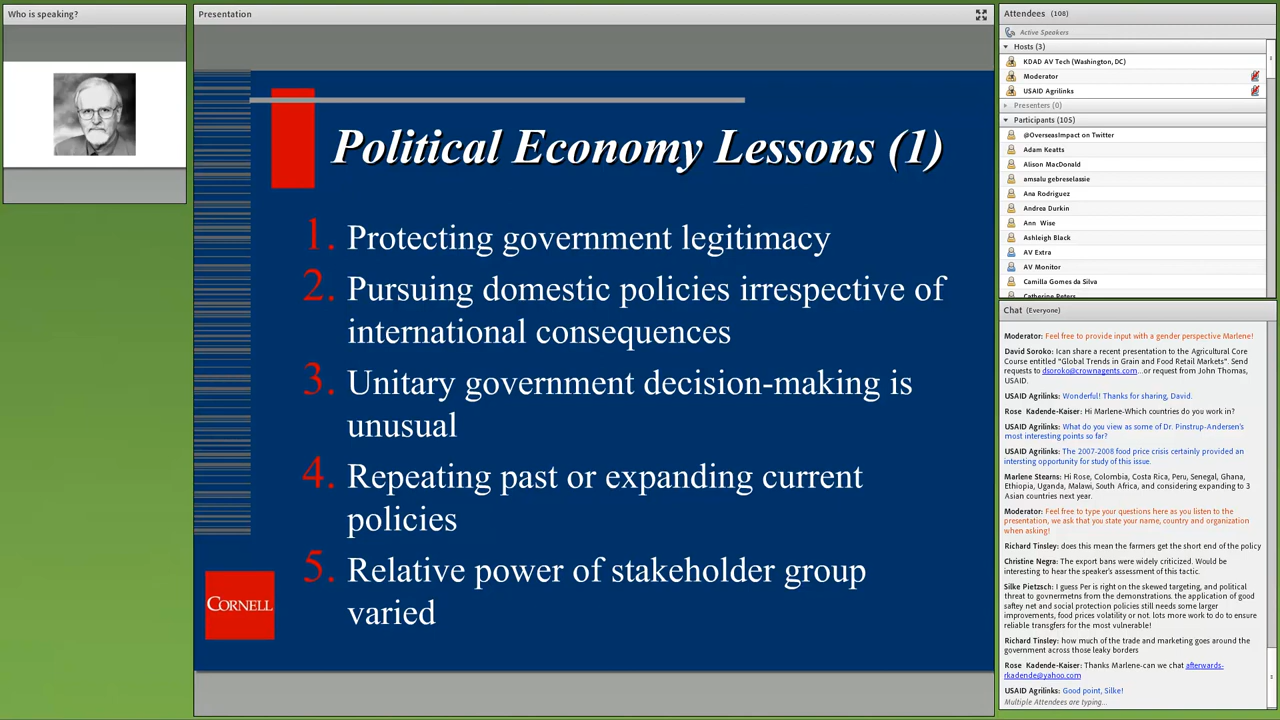 Who is speaking?
Presentation
Political Economy Lessons (1)
1. Protecting government legitimacy
2. Pursuing domestic policies irrespective of
international consequences
3. Unitary government decision-making is
unusual
4. Repeating past or expanding current
policies
5. Relative power of stakeholder group
varied
CORNELL
Attendees (108)
Active Speakers
Hosts (3)
KDAD AV Tech (Washington, DC)
Moderator
USAID Agrilinks
Presenters (0)
Participants (105)
@OverseasImpact on Twitter
Adam Keatts
Alison MacDonald
amsalu gebreselassie
Ana Rodriguez
Andrea Durkin
Ann Wise
Ashleigh Black
AV Extra
AV Monitor
Camilla Gomes da Silva
Catherine Peters
Chat (Everyone)
Moderator: Feel free to provide input with a gender perspective Marlene!
David Soroko: Ican share a recent presentation to the Agricultural Core
Course entitled "Global Trends in Grain and Food Retail Markets". Send
requests to dsoroko@crownagents.com...or request from John Thomas,
USAID.
USAID Agrilinks: Wonderful! Thanks for sharing, David.
Rose Kadende-Kaiser: Hi Marlene-Which countries do you work in?
USAID Agrilinks: What do you view as some of Dr. Pinstrup-Andersen's
most interesting points so far?
USAID Agrilinks: The 2007-2008 food price crisis certainly provided an
intersting opportunity for study of this issue.
Marlene Stearns: Hi Rose, Colombia, Costa Rica, Peru, Senegal, Ghana,
Ethiopia, Uganda, Malawi, South Africa, and considering expanding to 3
Asian countries next year.
Moderator: Feel free to type your questions here as you listen to the
presentation, we ask that you state your name, country and organization
when asking!
Richard Tinsley: does this mean the farmers get the short end of the policy
Christine Negra: The export bans were widely criticized. Would be
interesting to hear the speaker's assessment of this tactic.
Silke Pietzsch: I guess Per is right on the skewed targeting, and political
threat to govnermetns from the demonstrations. the application of good
saftey net and social protection policies still needs some larger
improvements, food prices volatility or not. lots more work to do to ensure
reliable transgfers for the most vulnerable!
Richard Tinsley: how much of the trade and marketing goes around the
government across those leaky borders
Rose Kadende-Kaiser: Thanks Marlene-can we chat afterwards-
rkadende@yahoo.com
USAID Agrilinks: Good point, Silke!
Multiple Attendees are typing...